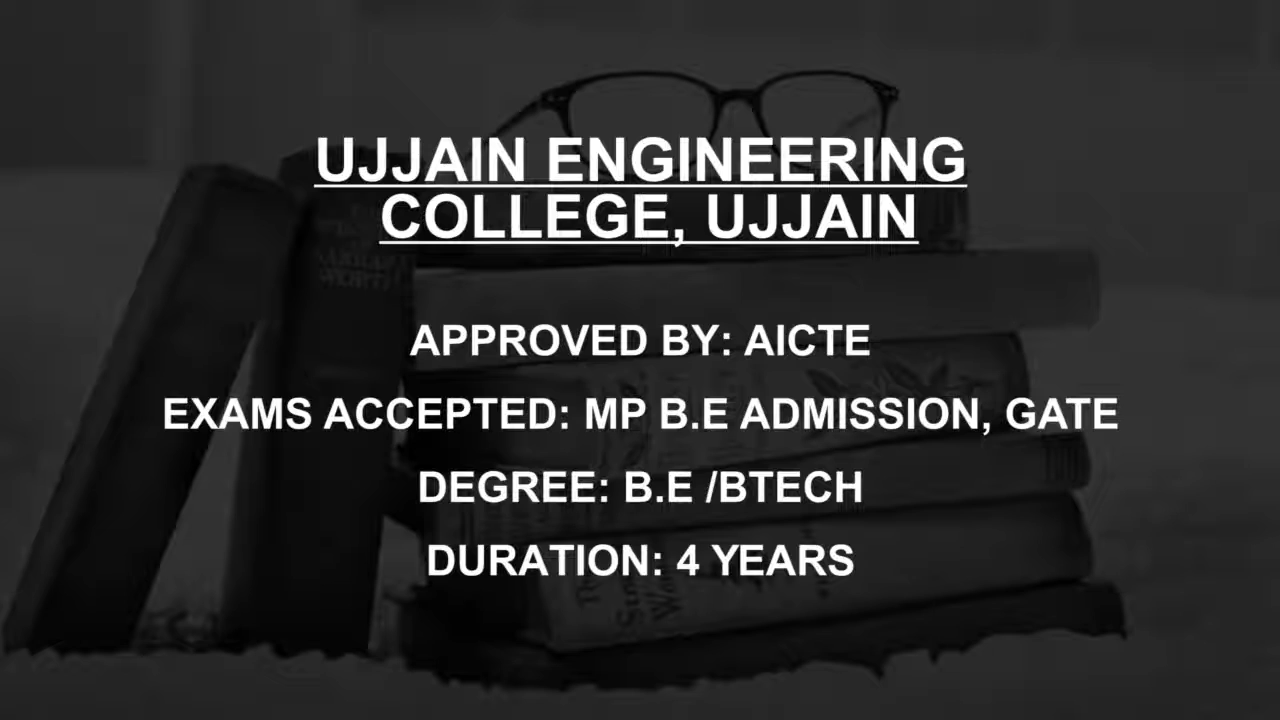 UJJAIN ENGINEERING
COLLEGE, UJJAIN
APPROVED BY: AICTE
EXAMS ACCEPTED: MP B.E ADMISSION, GATE
DEGREE: B.E /BTECH
DURATION: 4 YEARS